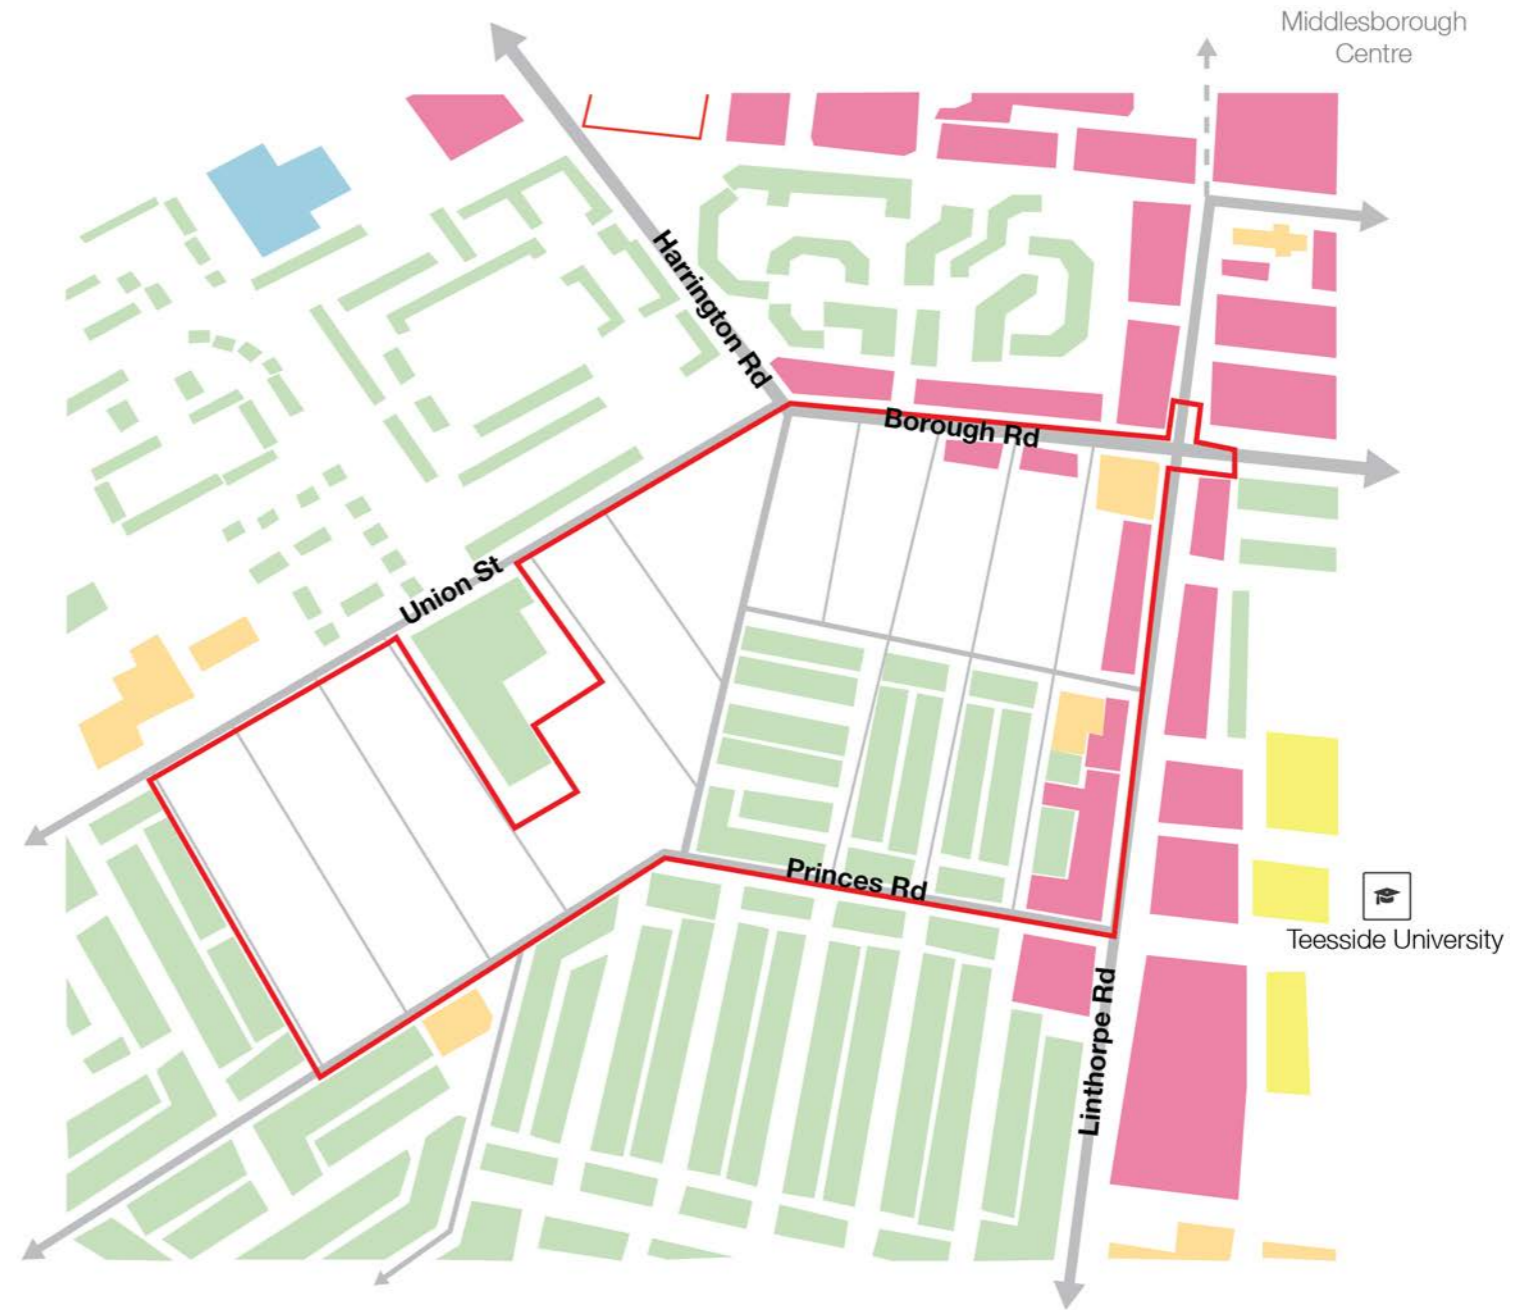 Middlesborough
Centre
Harrington Rd
Borough Rd
Union St
Princes Rd
Teesside University
Linthorpe Rd